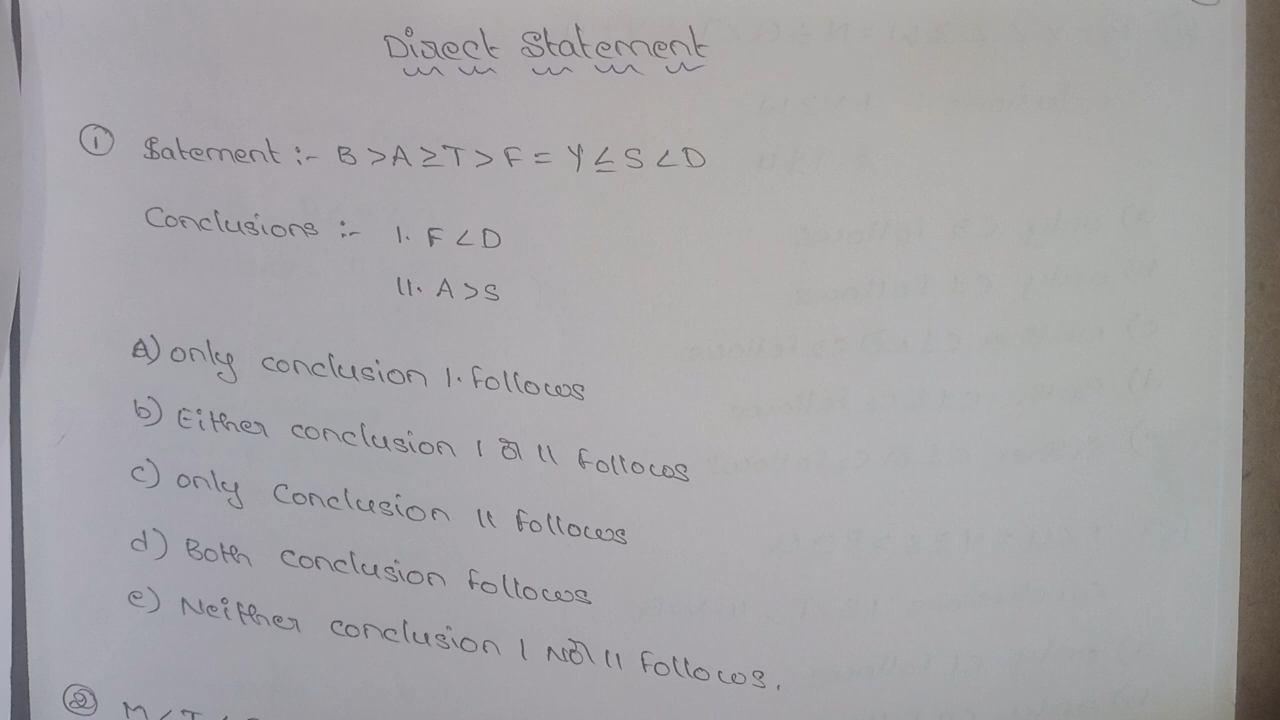 Direct Statement
① Satement :- B > A ≥ T > F = Y ≤ S < D
Conclusions :- I. F < D
II. A > S
A) only conclusion I. follows
b) Either conclusion I or II follows
c) only conclusion II follows
d) Both conclusion follows
e) Neither conclusion I nor II follows.
②